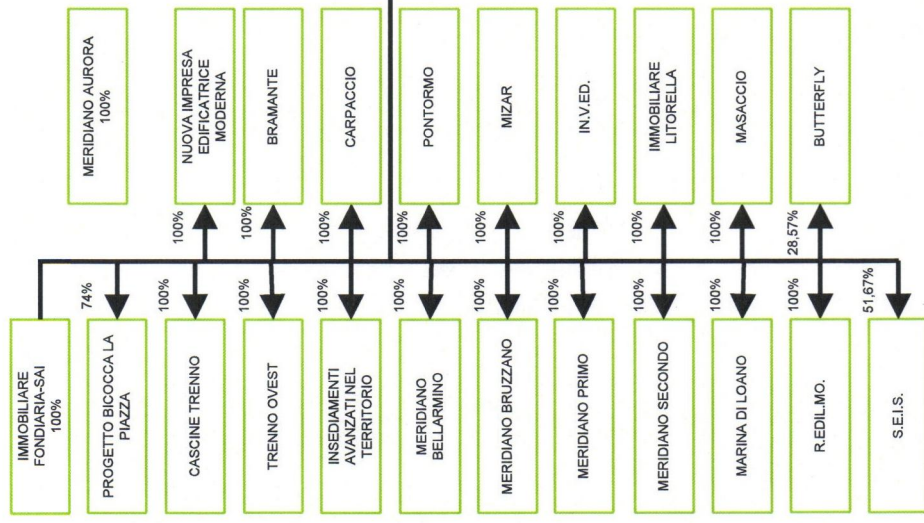 IMMOBILIARE
FONDIARIA-SAI
100%
MERIDIANO AURORA
100%
74%
PROGETTO BICOCCA LA
PIAZZA
100%
NUOVA IMPRESA
EDIFICATRICE
MODERNA
100%
CASCINE TRENNO
100%
BRAMANTE
100%
TRENNO OVEST
100%
CARPACCIO
100%
INSEDIAMENTI
AVANZATI NEL
TERRITORIO
100%
PONTORMO
100%
MERIDIANO
BELLARMINO
100%
MIZAR
100%
MERIDIANO BRUZZANO
100%
IN.V.ED.
100%
MERIDIANO PRIMO
100%
IMMOBILIARE
LITORELLA
100%
MERIDIANO SECONDO
100%
MASACCIO
100%
MARINA DI LOANO
28,57%
BUTTERFLY
100%
R.EDIL.MO.
51,67%
S.E.I.S.